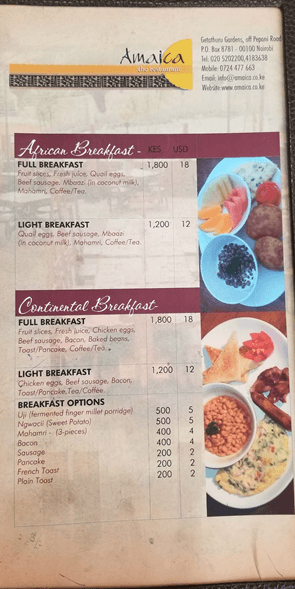 Amaica
Getathuru Gardens, off Peponi Road
P.O. Box 8781 - 00100 Nairobi
Tel: 020 5202200,4183638
Mobile: 0724 477 663
Email: info@amaica.co.ke
Website: www.amaica.co.ke
African Breakfast - KES USD
FULL BREAKFAST 1,800 18
Fruit slices, Fresh juice, Quail eggs,
Beef sausage, Mbaazi (in coconut milk),
Mahamri, Coffee/Tea.
LIGHT BREAKFAST 1,200 12
Quail eggs, Beef sausage, Mbaazi
(in coconut milk), Mahamri, Coffee/Tea
Continental Breakfast-
FULL BREAKFAST 1,800 18
Fruit slices, Fresh juice, Chicken eggs,
Beef sausage, Bacon, Baked beans,
Toast/Pancake, Coffee/Tea.
LIGHT BREAKFAST 1,200 12
Chicken eggs, Beef sausage, Bacon,
Toast/Pancake,Tea/Coffee.
BREAKFAST OPTIONS
Uji (fermented finger millet porridge) 500 5
Ngwacii (Sweet Potato) 500 5
Mahamri - (3-pieces) 400 4
Bacon 400 4
Sausage 200 2
Pancake 200 2
French Toast 200 2
Plain Toast